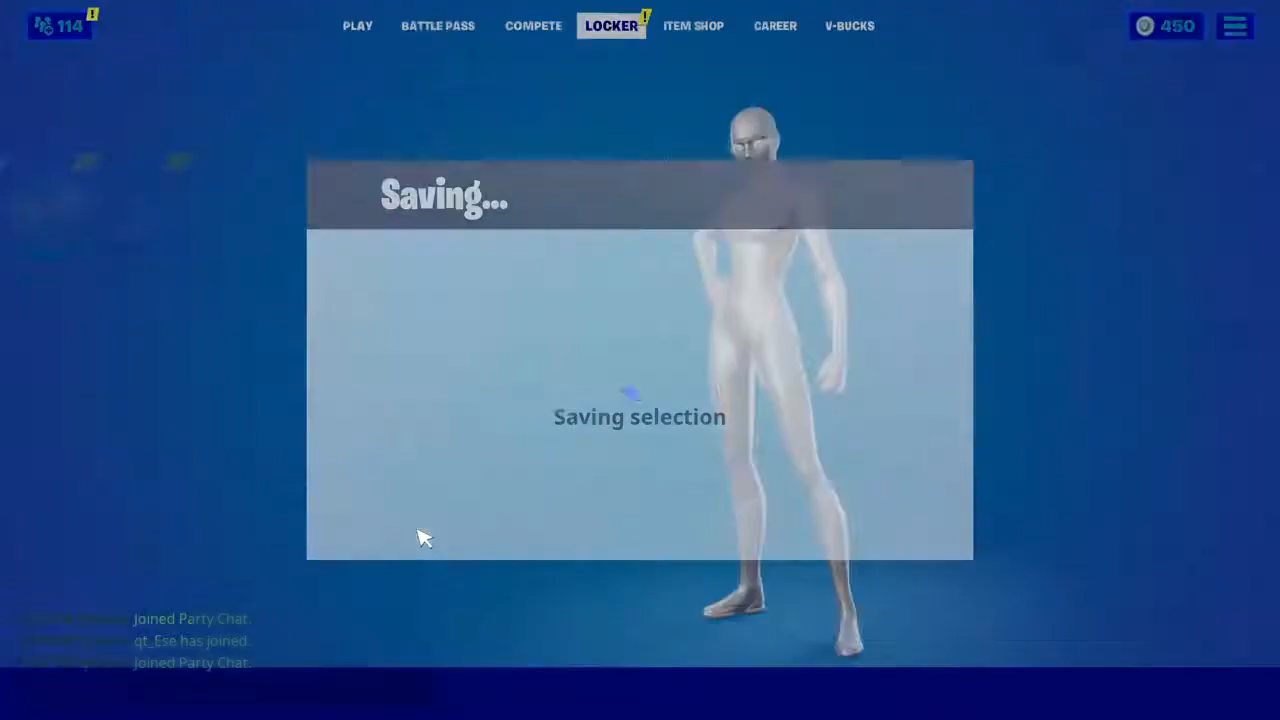 114
!
PLAY
BATTLE PASS
COMPETE
LOCKER
!
ITEM SHOP
CAREER
V-BUCKS
450
Saving...
Saving selection
Joined Party Chat.
qt_Ese has joined.
Joined Party Chat.